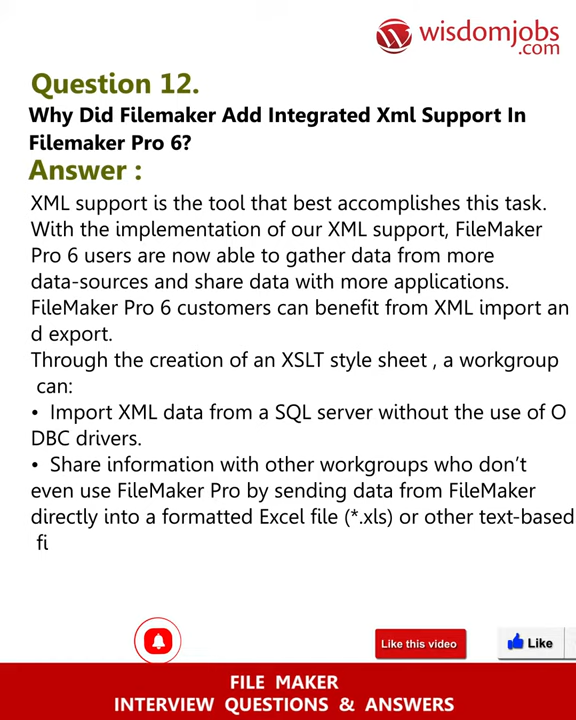 wisdomjobs
.com
Question 12.
Why Did Filemaker Add Integrated Xml Support In
Filemaker Pro 6?
Answer :
XML support is the tool that best accomplishes this task.
With the implementation of our XML support, FileMaker
Pro 6 users are now able to gather data from more
data-sources and share data with more applications.
FileMaker Pro 6 customers can benefit from XML import an
d export.
Through the creation of an XSLT style sheet , a workgroup
can:
• Import XML data from a SQL server without the use of O
DBC drivers.
• Share information with other workgroups who don’t
even use FileMaker Pro by sending data from FileMaker
directly into a formatted Excel file (*.xls) or other text-based
fi
Like this video
Like
FILE MAKER
INTERVIEW QUESTIONS & ANSWERS